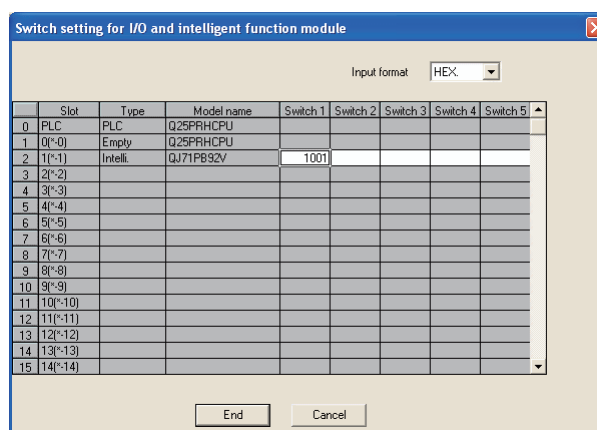 Switch setting for I/O and intelligent function module
Input format HEX.
Slot Type Model name Switch 1 Switch 2 Switch 3 Switch 4 Switch 5
0 PLC PLC Q25PRHCPU
1 0(*-0) Empty Q25PRHCPU
2 1(*-1) Intelli. QJ71PB92V 1001
3 2(*-2)
4 3(*-3)
5 4(*-4)
6 5(*-5)
7 6(*-6)
8 7(*-7)
9 8(*-8)
10 9(*-9)
11 10(*-10)
12 11(*-11)
13 12(*-12)
14 13(*-13)
15 14(*-14)
End Cancel